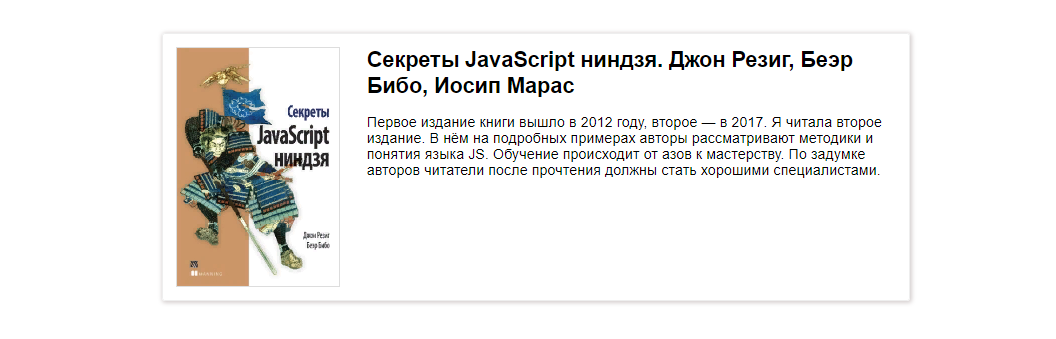 Секреты
JavaScript
ниндзя
Джон Резиг
Беэр Бибо
MANNING
Секреты JavaScript ниндзя. Джон Резиг, Беэр
Бибо, Иосип Марас
Первое издание книги вышло в 2012 году, второе — в 2017. Я читала второе
издание. В нём на подробных примерах авторы рассматривают методики и
понятия языка JS. Обучение происходит от азов к мастерству. По задумке
авторов читатели после прочтения должны стать хорошими специалистами.